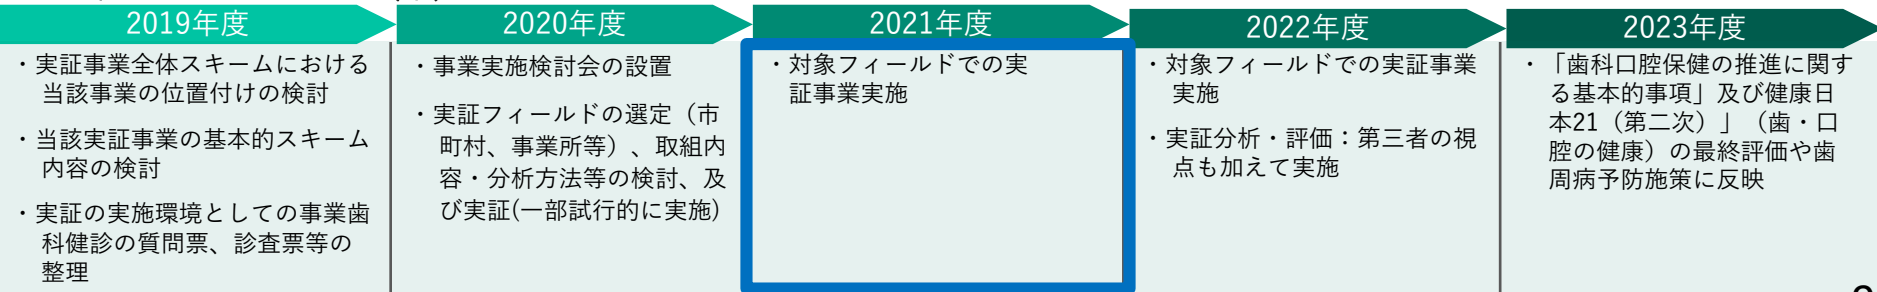 2019年度
・実証事業全体スキームにおける
当該事業の位置付けの検討
・当該実証事業の基本的スキーム
内容の検討
・実証の実施環境としての事業歯
科健診の質問票、診査票等の
整理
2020年度
・事業実施検討会の設置
・実証フィールドの選定（市
町村、事業所等）、取組内
容・分析方法等の検討、及
び実証(一部試行的に実施)
2021年度
・対象フィールドでの実
証事業実施
2022年度
・対象フィールドでの実証事業
実施
・実証分析・評価：第三者の視
点も加えて実施
2023年度
・「歯科口腔保健の推進に関す
る基本的事項」及び健康日
本21（第二次）」（歯・口
腔の健康）の最終評価や歯
周病予防施策に反映